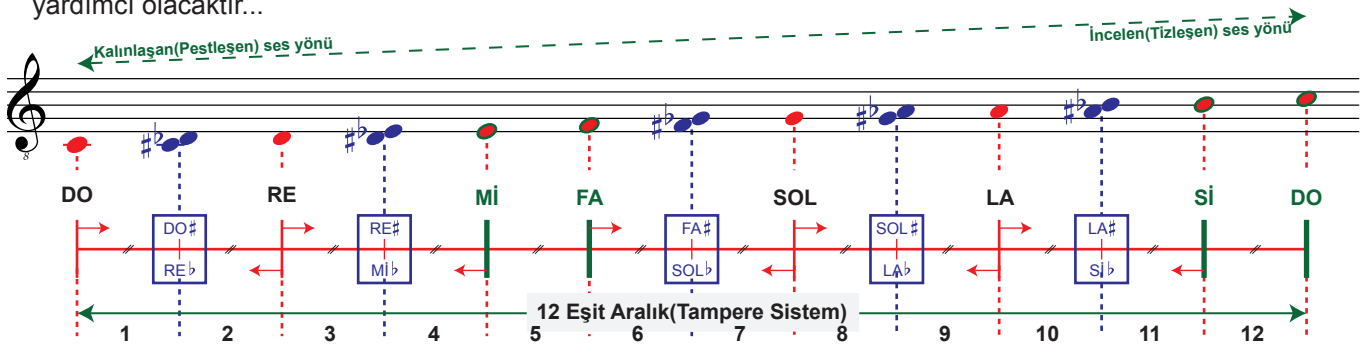 yardımcı olacaktır...
Kalınlaşan(Pestleşen) ses yönü
İncelen(Tizleşen) ses yönü
8
DO RE Mİ FA SOL LA Sİ DO
DO♯ RE♯ FA♯ SOL♯ LA♯
RE♭ Mİ♭ SOL♭ LA♭ Sİ♭
12 Eşit Aralık(Tampere Sistem)
1 2 3 4 5 6 7 8 9 10 11 12